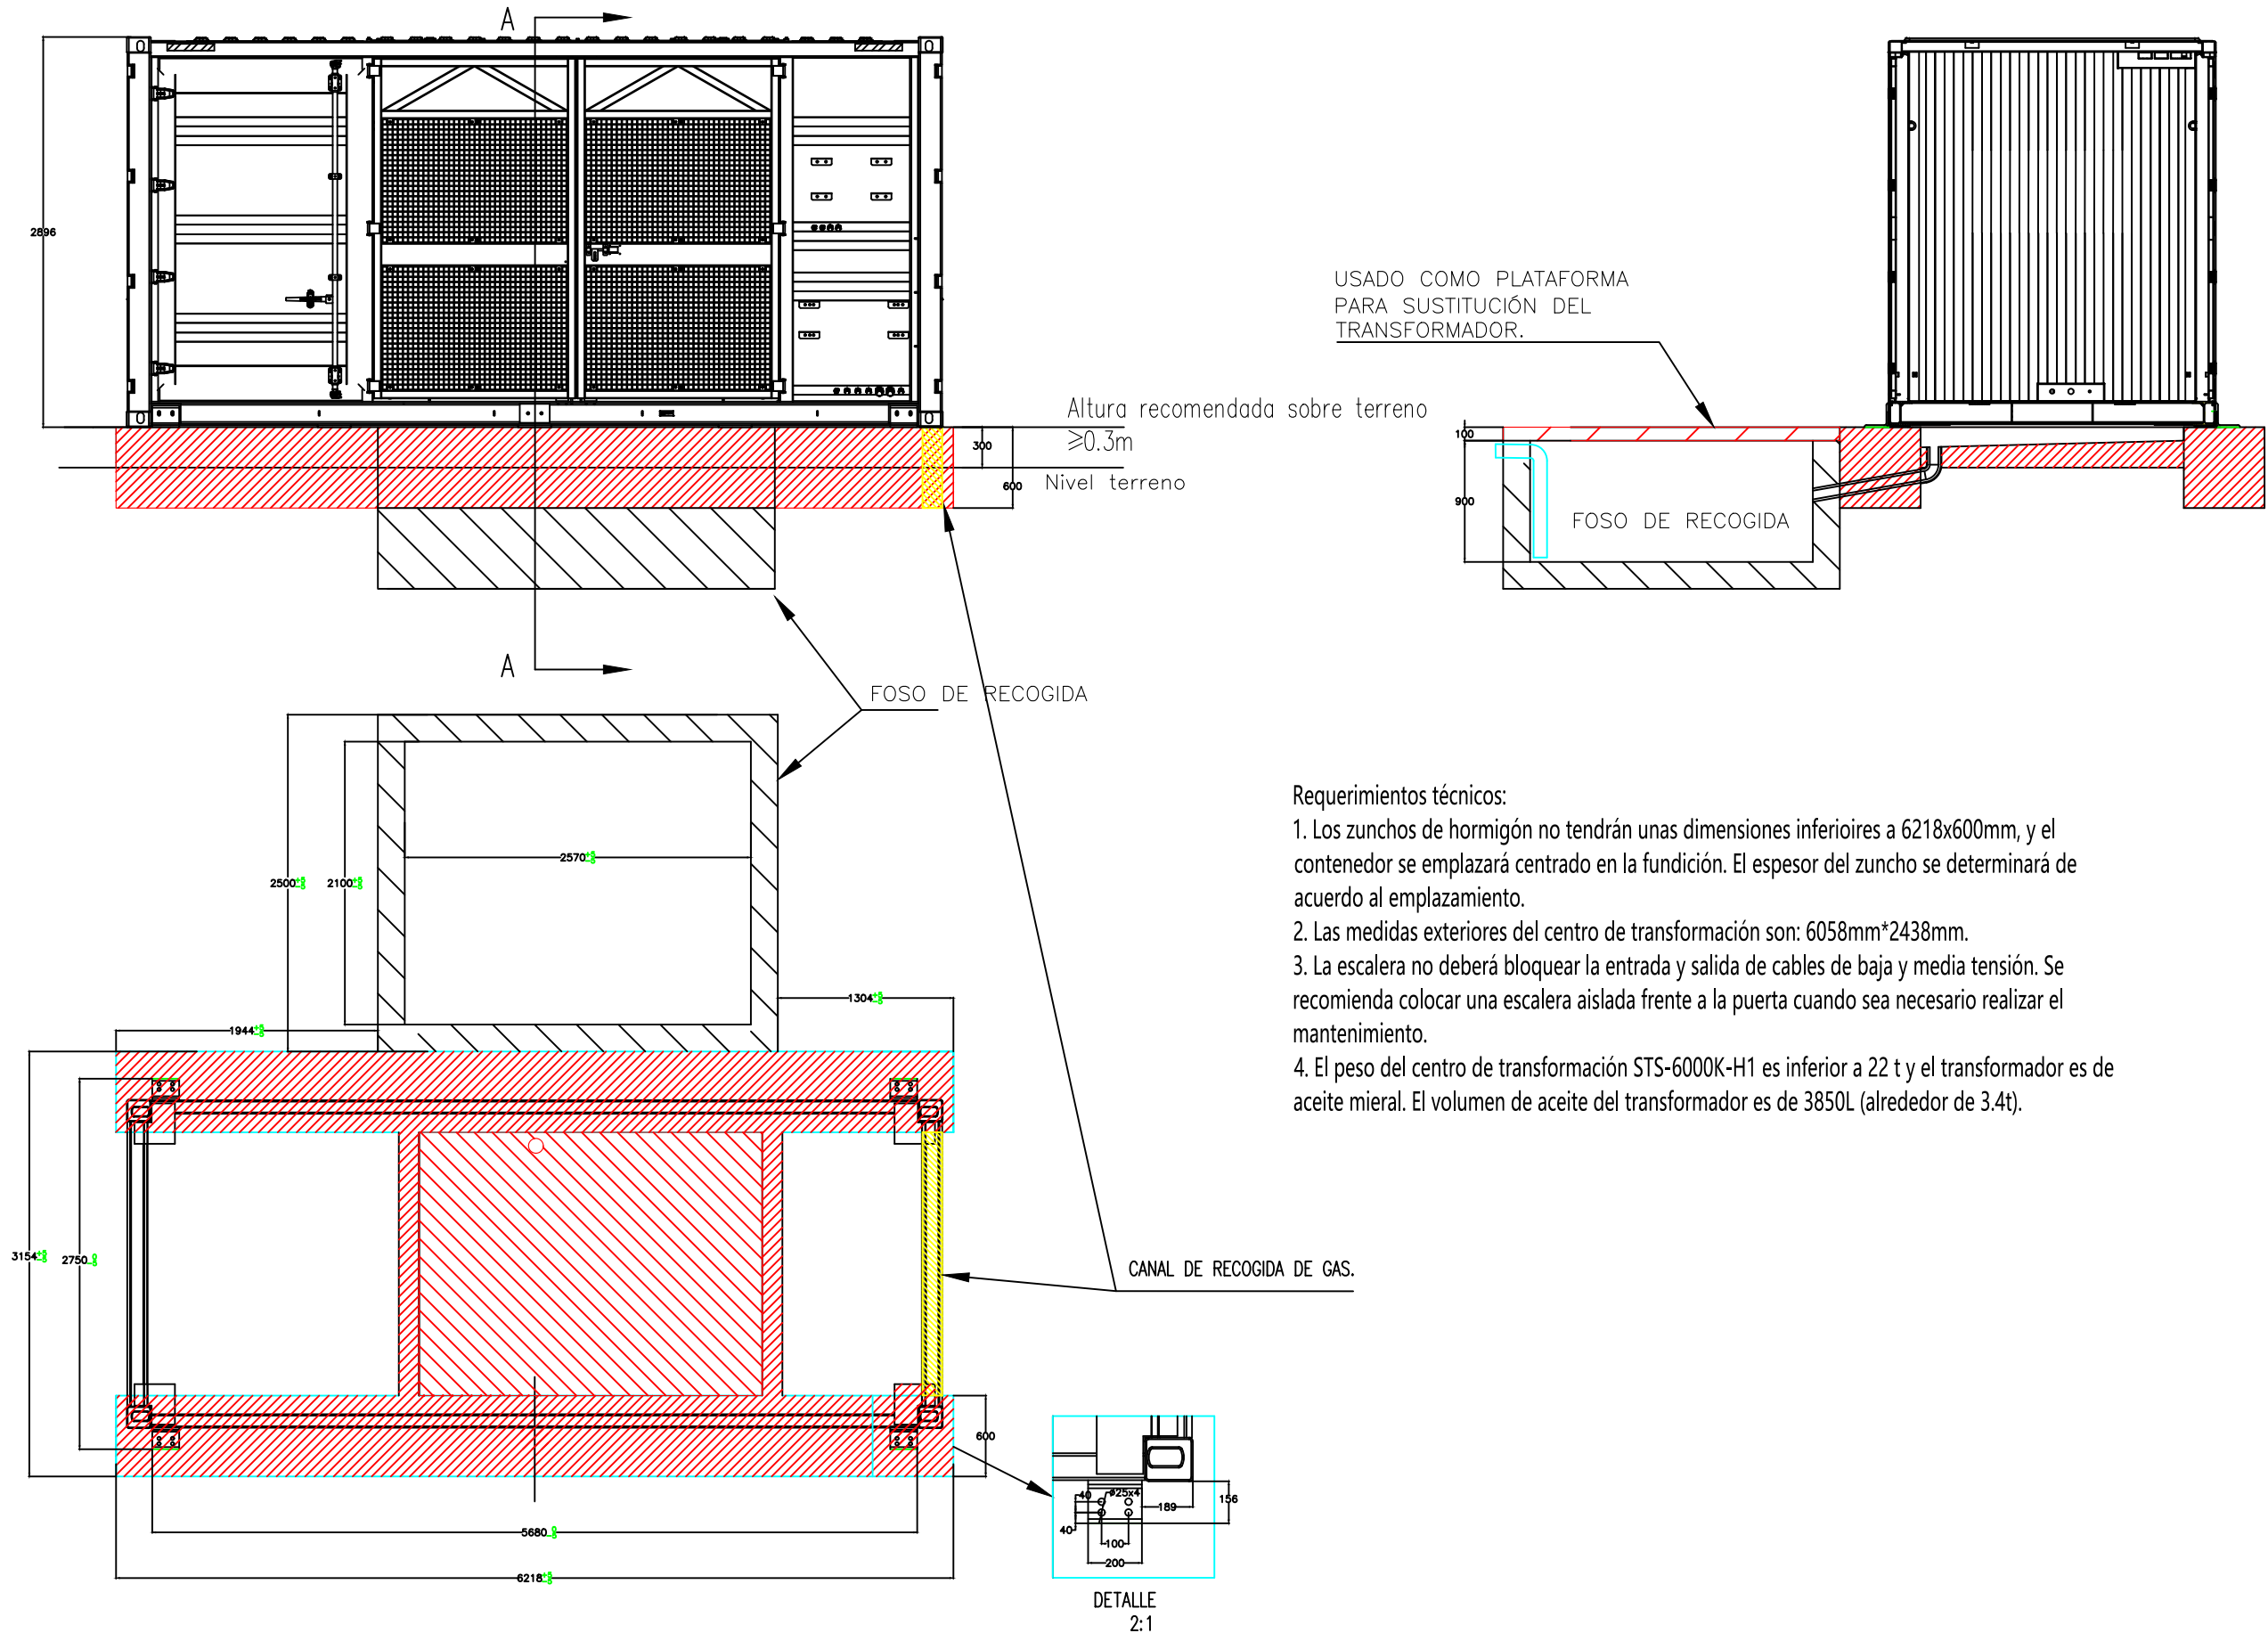 A
2896
USADO COMO PLATAFORMA
PARA SUSTITUCIÓN DEL
TRANSFORMADOR.
Altura recomendada sobre terreno
≥0.3m
300
600
Nivel terreno
100
900
FOSO DE RECOGIDA
A
FOSO DE RECOGIDA
2570
2500
2100
1304
1944
3154
2750
Requerimientos técnicos:
1. Los zunchos de hormigón no tendrán unas dimensiones inferioires a 6218x600mm, y el
contenedor se emplazará centrado en la fundición. El espesor del zuncho se determinará de
acuerdo al emplazamiento.
2. Las medidas exteriores del centro de transformación son: 6058mm*2438mm.
3. La escalera no deberá bloquear la entrada y salida de cables de baja y media tensión. Se
recomienda colocar una escalera aislada frente a la puerta cuando sea necesario realizar el
mantenimiento.
4. El peso del centro de transformación STS-6000K-H1 es inferior a 22 t y el transformador es de
aceite mieral. El volumen de aceite del transformador es de 3850L (alrededor de 3.4t).
CANAL DE RECOGIDA DE GAS.
600
5680
6218
40
ø25x4
189
156
40
100
200
DETALLE
2:1